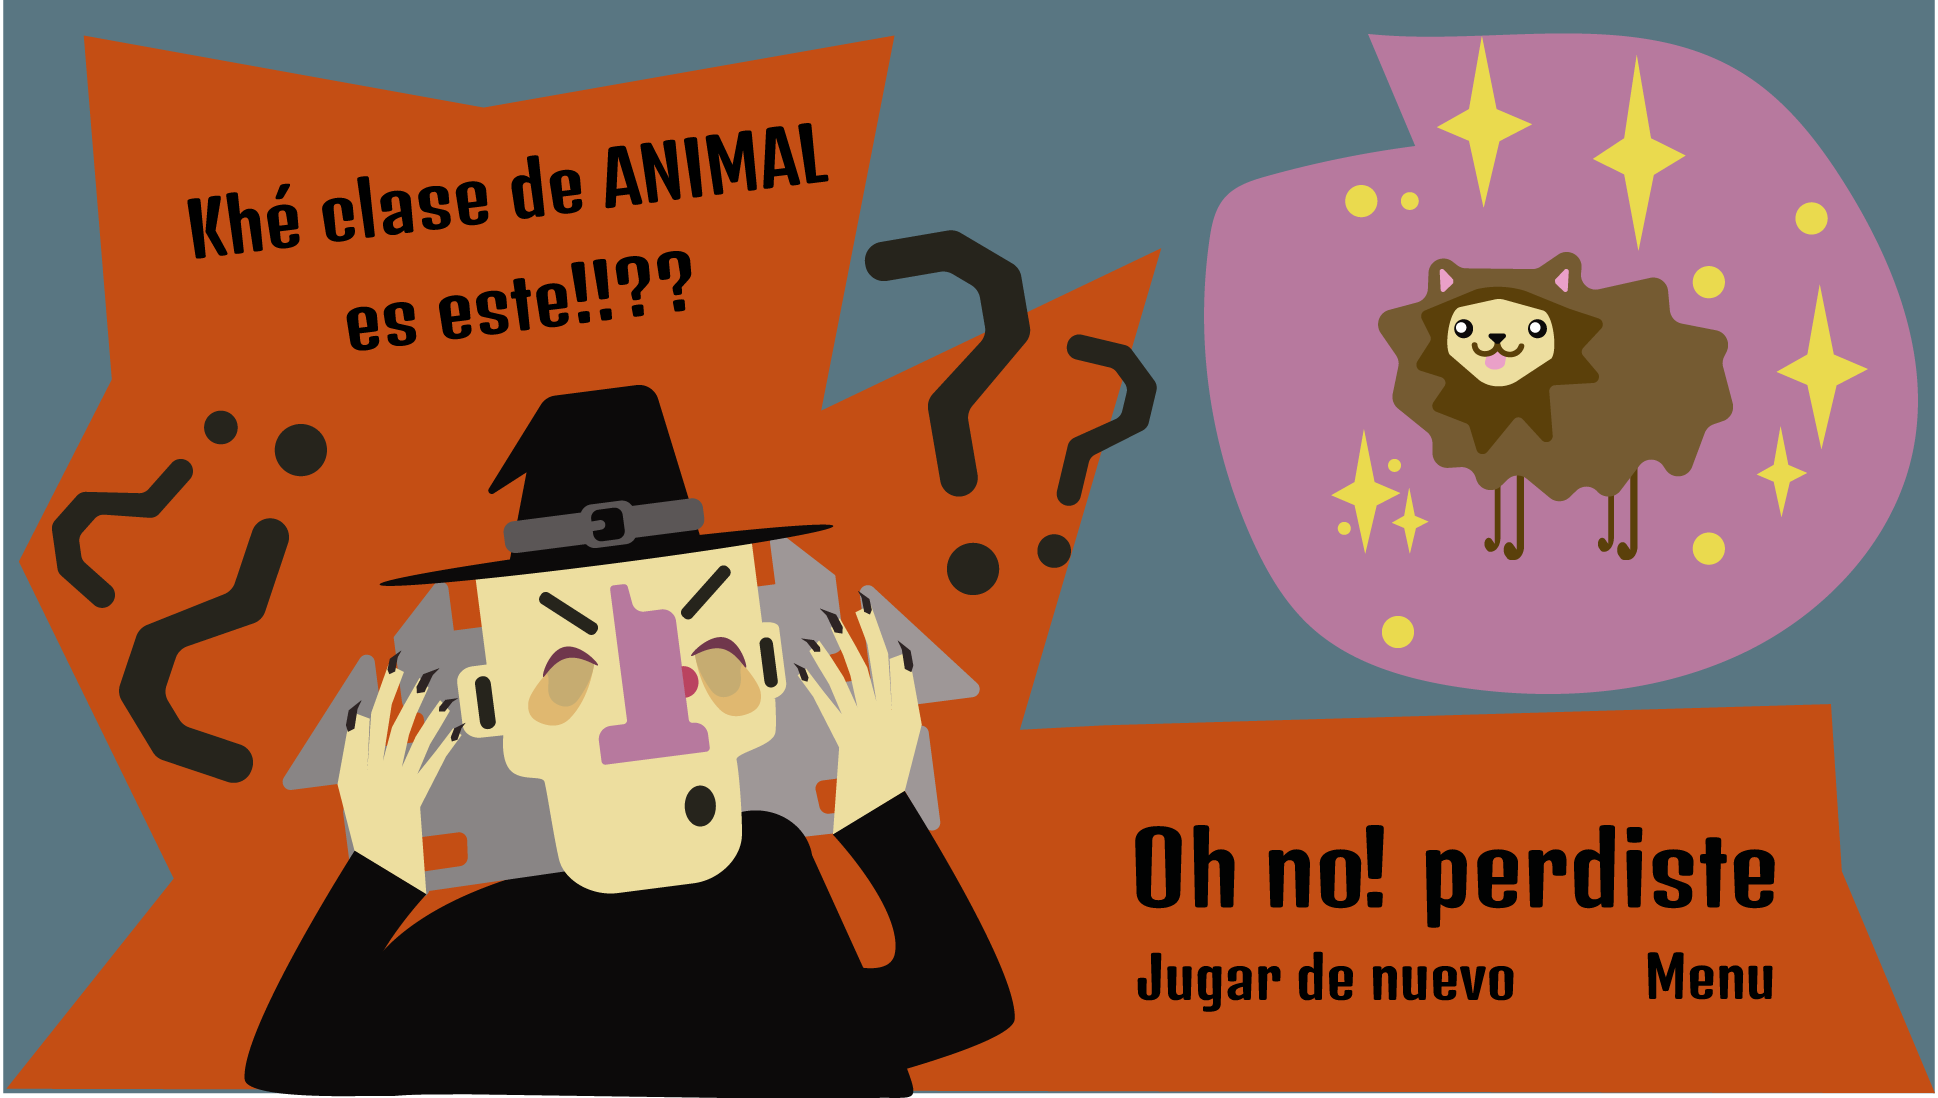 Khé clase de ANIMAL
es este!!??
Oh no! perdiste
Jugar de nuevo
Menu